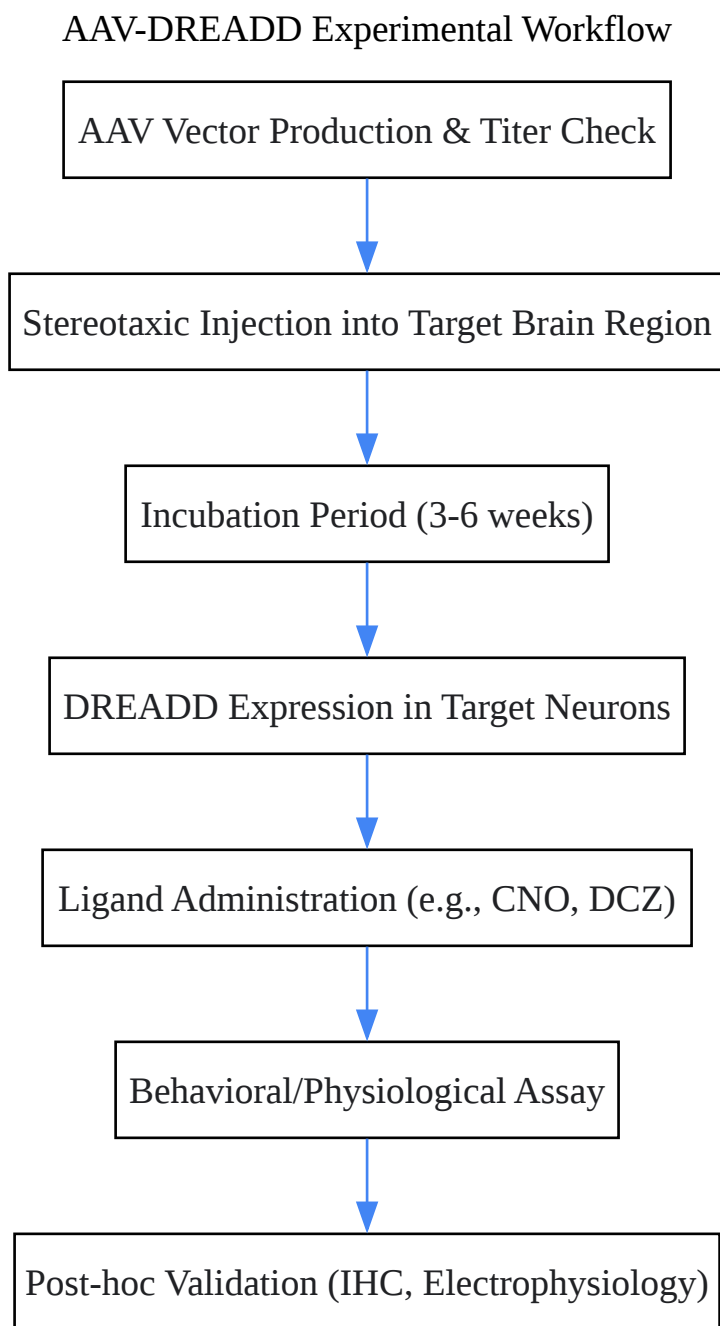 AAV-DREADD Experimental Workflow
AAV Vector Production & Titer Check
Stereotaxic Injection into Target Brain Region
Incubation Period (3-6 weeks)
DREADD Expression in Target Neurons
Ligand Administration (e.g., CNO, DCZ)
Behavioral/Physiological Assay
Post-hoc Validation (IHC, Electrophysiology)